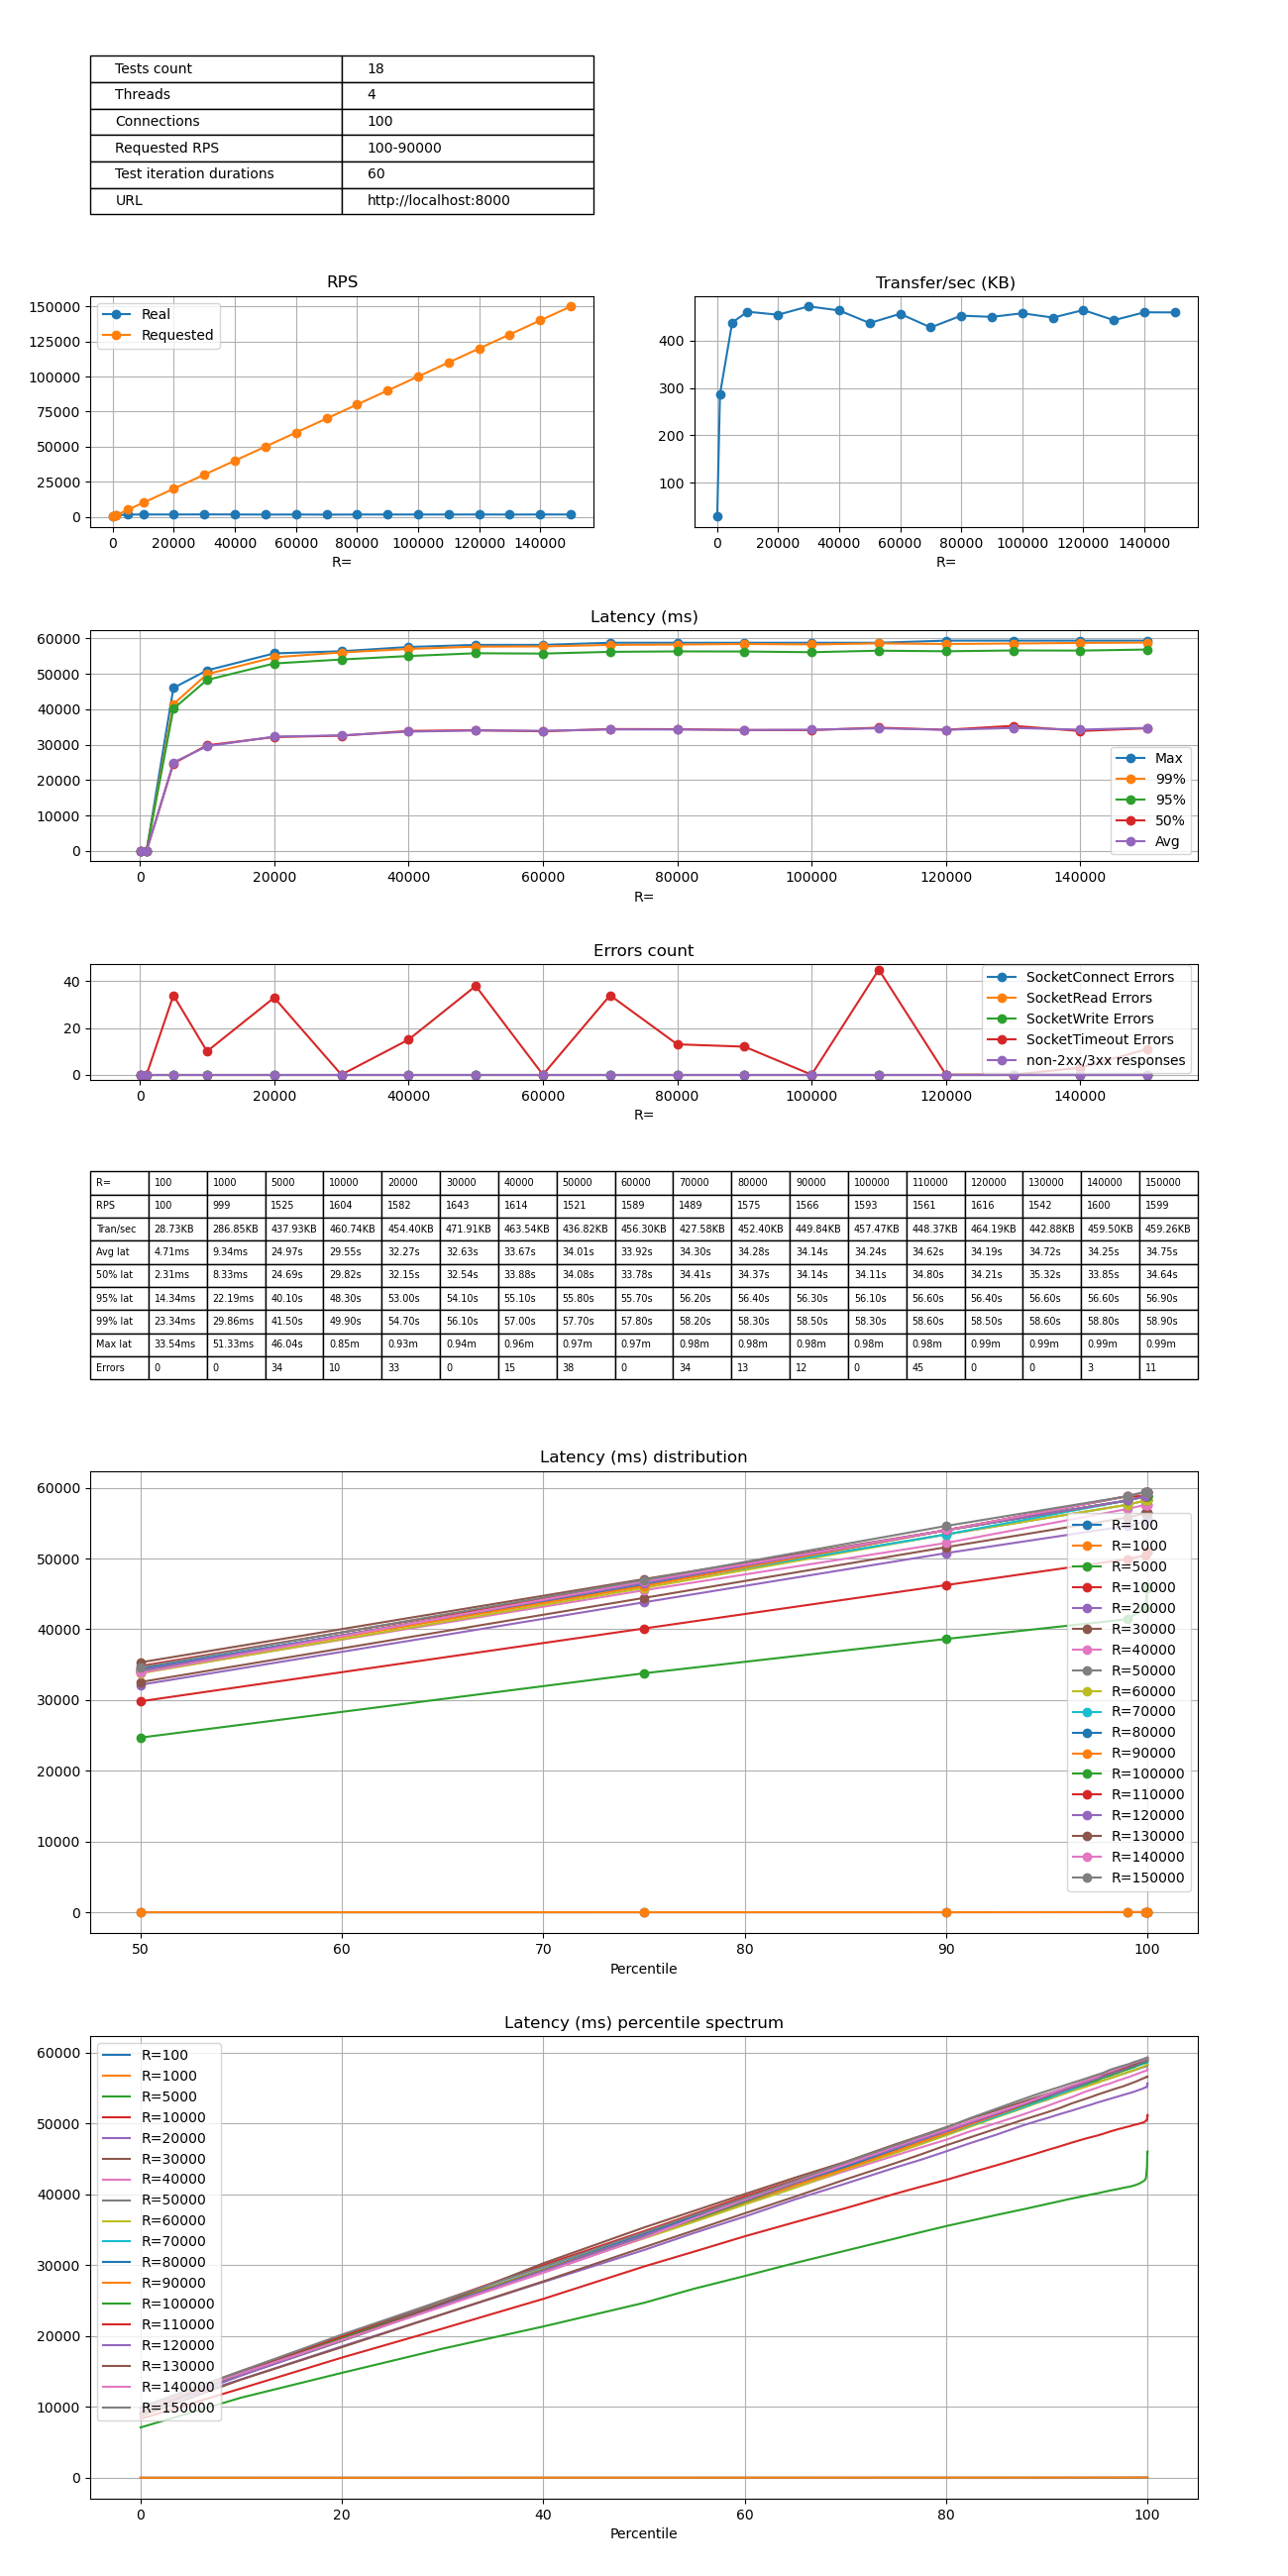 Tests count 18
Threads 4
Connections 100
Requested RPS 100-90000
Test iteration durations 60
URL http://localhost:8000
RPS
150000
125000
100000
75000
50000
25000
0
Real
Requested
0 20000 40000 60000 80000 100000 120000 140000
R=
Transfer/sec (KB)
400
300
200
100
0 20000 40000 60000 80000 100000 120000 140000
R=
Latency (ms)
60000
50000
40000
30000
20000
10000
0
Max
99%
95%
50%
Avg
0 20000 40000 60000 80000 100000 120000 140000
R=
Errors count
40
20
0
SocketConnect Errors
SocketRead Errors
SocketWrite Errors
SocketTimeout Errors
non-2xx/3xx responses
0 20000 40000 60000 80000 100000 120000 140000
R=
R= 100 1000 5000 10000 20000 30000 40000 50000 60000 70000 80000 90000 100000 110000 120000 130000 140000 150000
RPS 100 999 1525 1604 1582 1643 1614 1521 1589 1489 1575 1566 1593 1561 1616 1542 1600 1599
Tran/sec 28.73KB 286.85KB 437.93KB 460.74KB 454.40KB 471.91KB 463.54KB 436.82KB 456.30KB 427.58KB 452.40KB 449.84KB 457.47KB 448.37KB 464.19KB 442.88KB 459.50KB 459.26KB
Avg lat 4.71ms 9.34ms 24.97s 29.55s 32.27s 32.63s 33.67s 34.01s 33.92s 34.30s 34.28s 34.14s 34.24s 34.62s 34.19s 34.72s 34.25s 34.75s
50% lat 2.31ms 8.33ms 24.69s 29.82s 32.15s 32.54s 33.88s 34.08s 33.78s 34.41s 34.37s 34.14s 34.11s 34.80s 34.21s 35.32s 33.85s 34.64s
95% lat 14.34ms 22.19ms 40.10s 48.30s 53.00s 54.10s 55.10s 55.80s 55.70s 56.20s 56.40s 56.30s 56.10s 56.60s 56.40s 56.60s 56.60s 56.90s
99% lat 23.34ms 29.86ms 41.50s 49.90s 54.70s 56.10s 57.00s 57.70s 57.80s 58.20s 58.30s 58.50s 58.30s 58.60s 58.50s 58.60s 58.80s 58.90s
Max lat 33.54ms 51.33ms 46.04s 0.85m 0.93m 0.94m 0.96m 0.97m 0.97m 0.98m 0.98m 0.98m 0.98m 0.98m 0.99m 0.99m 0.99m 0.99m
Errors 0 0 34 10 33 0 15 38 0 34 13 12 0 45 0 0 3 11
Latency (ms) distribution
60000
50000
40000
30000
20000
10000
0
R=100
R=1000
R=5000
R=10000
R=20000
R=30000
R=40000
R=50000
R=60000
R=70000
R=80000
R=90000
R=100000
R=110000
R=120000
R=130000
R=140000
R=150000
50 60 70 80 90 100
Percentile
Latency (ms) percentile spectrum
60000
50000
40000
30000
20000
10000
0
R=100
R=1000
R=5000
R=10000
R=20000
R=30000
R=40000
R=50000
R=60000
R=70000
R=80000
R=90000
R=100000
R=110000
R=120000
R=130000
R=140000
R=150000
0 20 40 60 80 100
Percentile